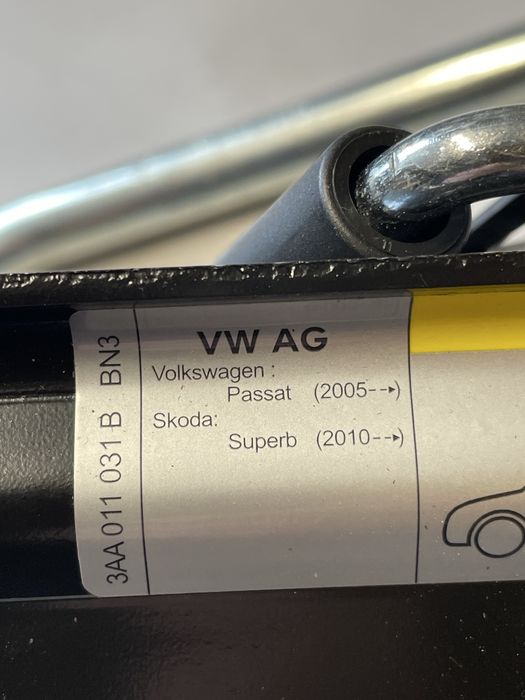 3AA 011 031 B BN3
VW AG
Volkswagen :
Passat (2005--➛)
Skoda:
Superb (2010--➛)